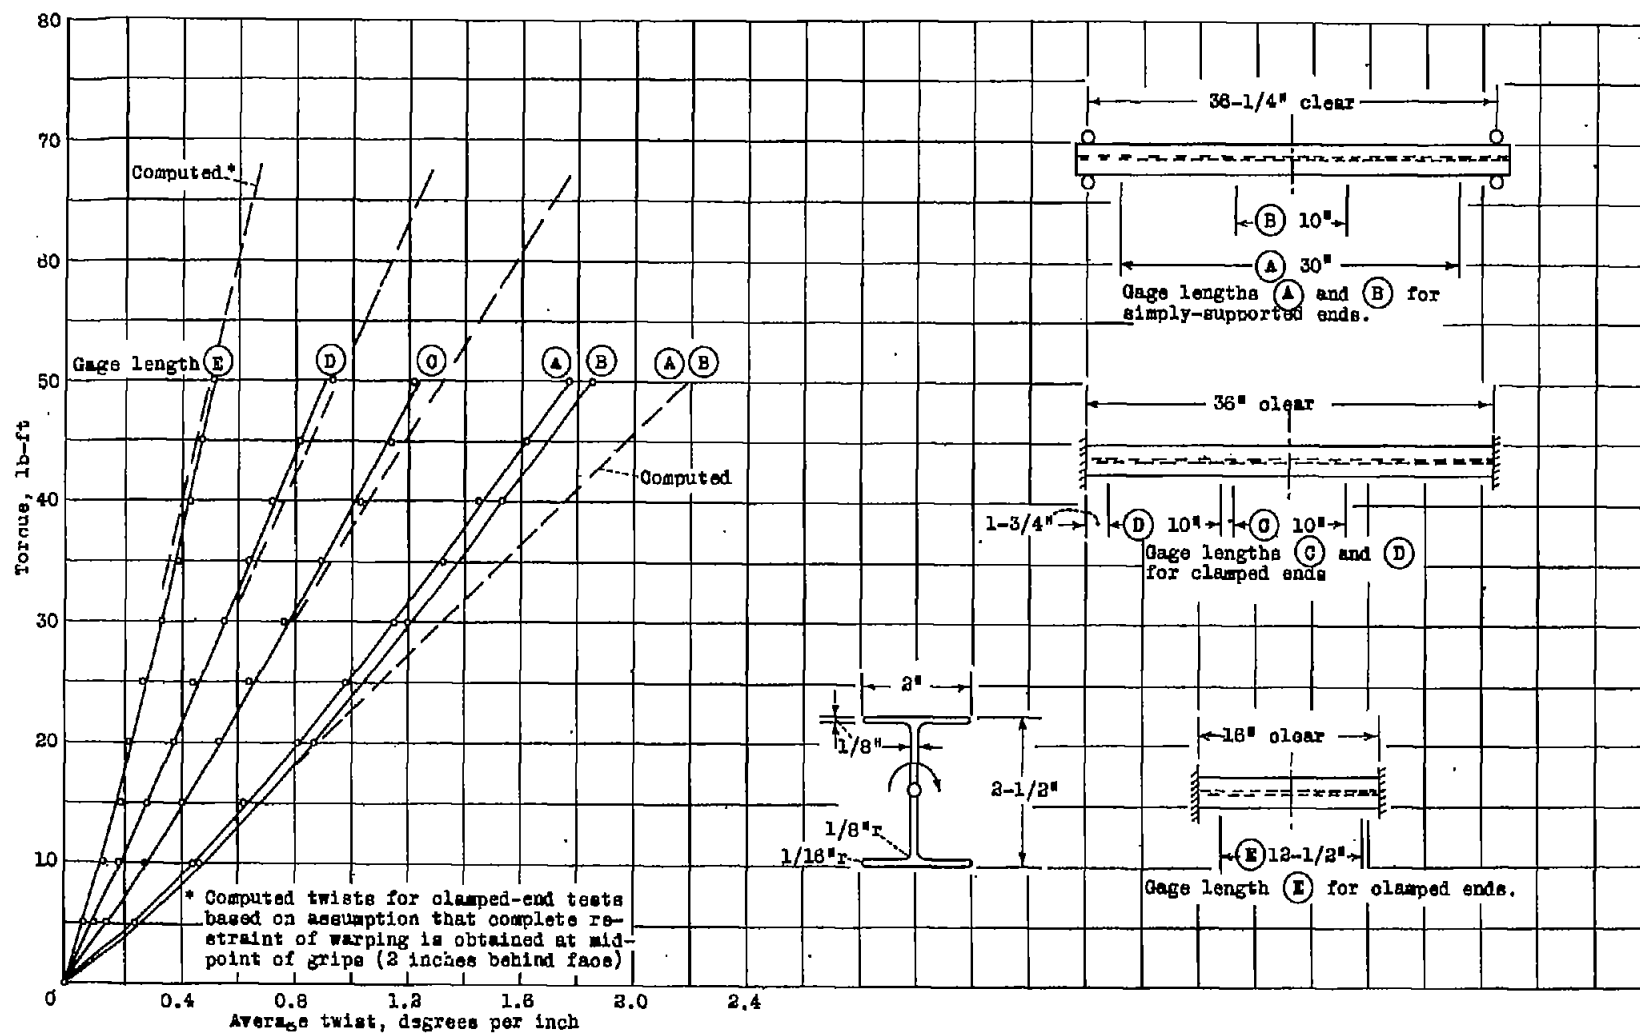 80
70
60
50
40
30
20
10
0
Torcue, lb-ft
0.4
0.8
1.2
1.6
2.0
2.4
Average twist, degrees per inch
Computed*
Gage length E
D
C
A
B
A
B
Computed
* Computed twists for clamped-end tests
based on assumption that complete re-
straint of warping is obtained at mid-
point of grips (2 inches behind face)
36-1/4" clear
B 10"
A 30"
Gage lengths A and B for
simply-supported ends.
36" clear
1-3/4"
D 10"
C 10"
Gage lengths C and D
for clamped ends
2"
1/8"
2-1/2"
1/8"r
1/16"r
16" clear
E 12-1/2"
Gage length E for clamped ends.